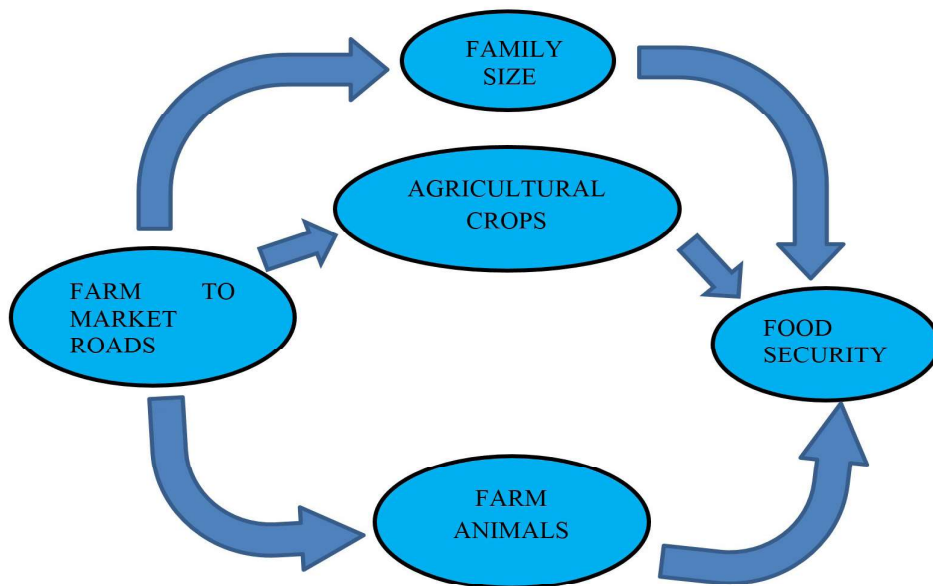 FAMILY
SIZE
AGRICULTURAL
CROPS
FARM TO
MARKET
ROADS
FOOD
SECURITY
FARM
ANIMALS